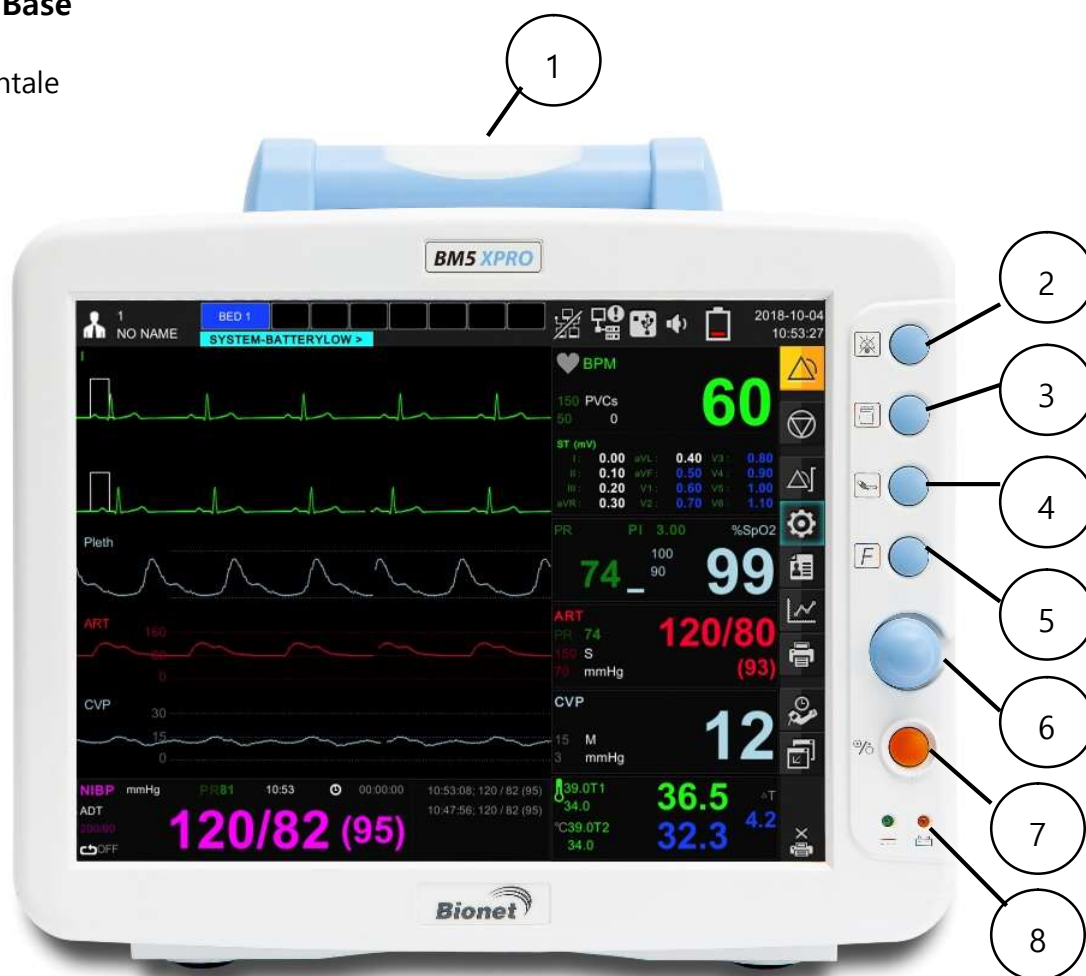 Base
ntale
1
2
3
4
5
6
7
8
BM5 XPRO
1
NO NAME
BED 1
SYSTEM-BATTERYLOW >
2018-10-04
10:53:27
I
Pleth
ART
160
0
CVP
30
15
0
BPM
150 PVCs
50 0
60
ST (mV)
I: 0.00 aVL: 0.40 V3: 0.80
II: 0.10 aVF: 0.50 V4: 0.90
III: 0.20 V1: 0.60 V5: 1.00
aVR: 0.30 V2: 0.70 V6: 1.10
PR PI 3.00 %SpO2
100
90
74 99
ART
PR 74
150 S
70 mmHg
120/80
(93)
CVP
15 M
3 mmHg
12
NIBP mmHg PR81 10:53 00:00:00
ADT
OFF
120/82 (95)
10:53:08; 120 / 82 (95)
10:47:56; 120 / 82 (95)
39.0 T1
34.0
36.5
°C 39.0 T2
34.0
32.3
ΔT
4.2
F
Bionet